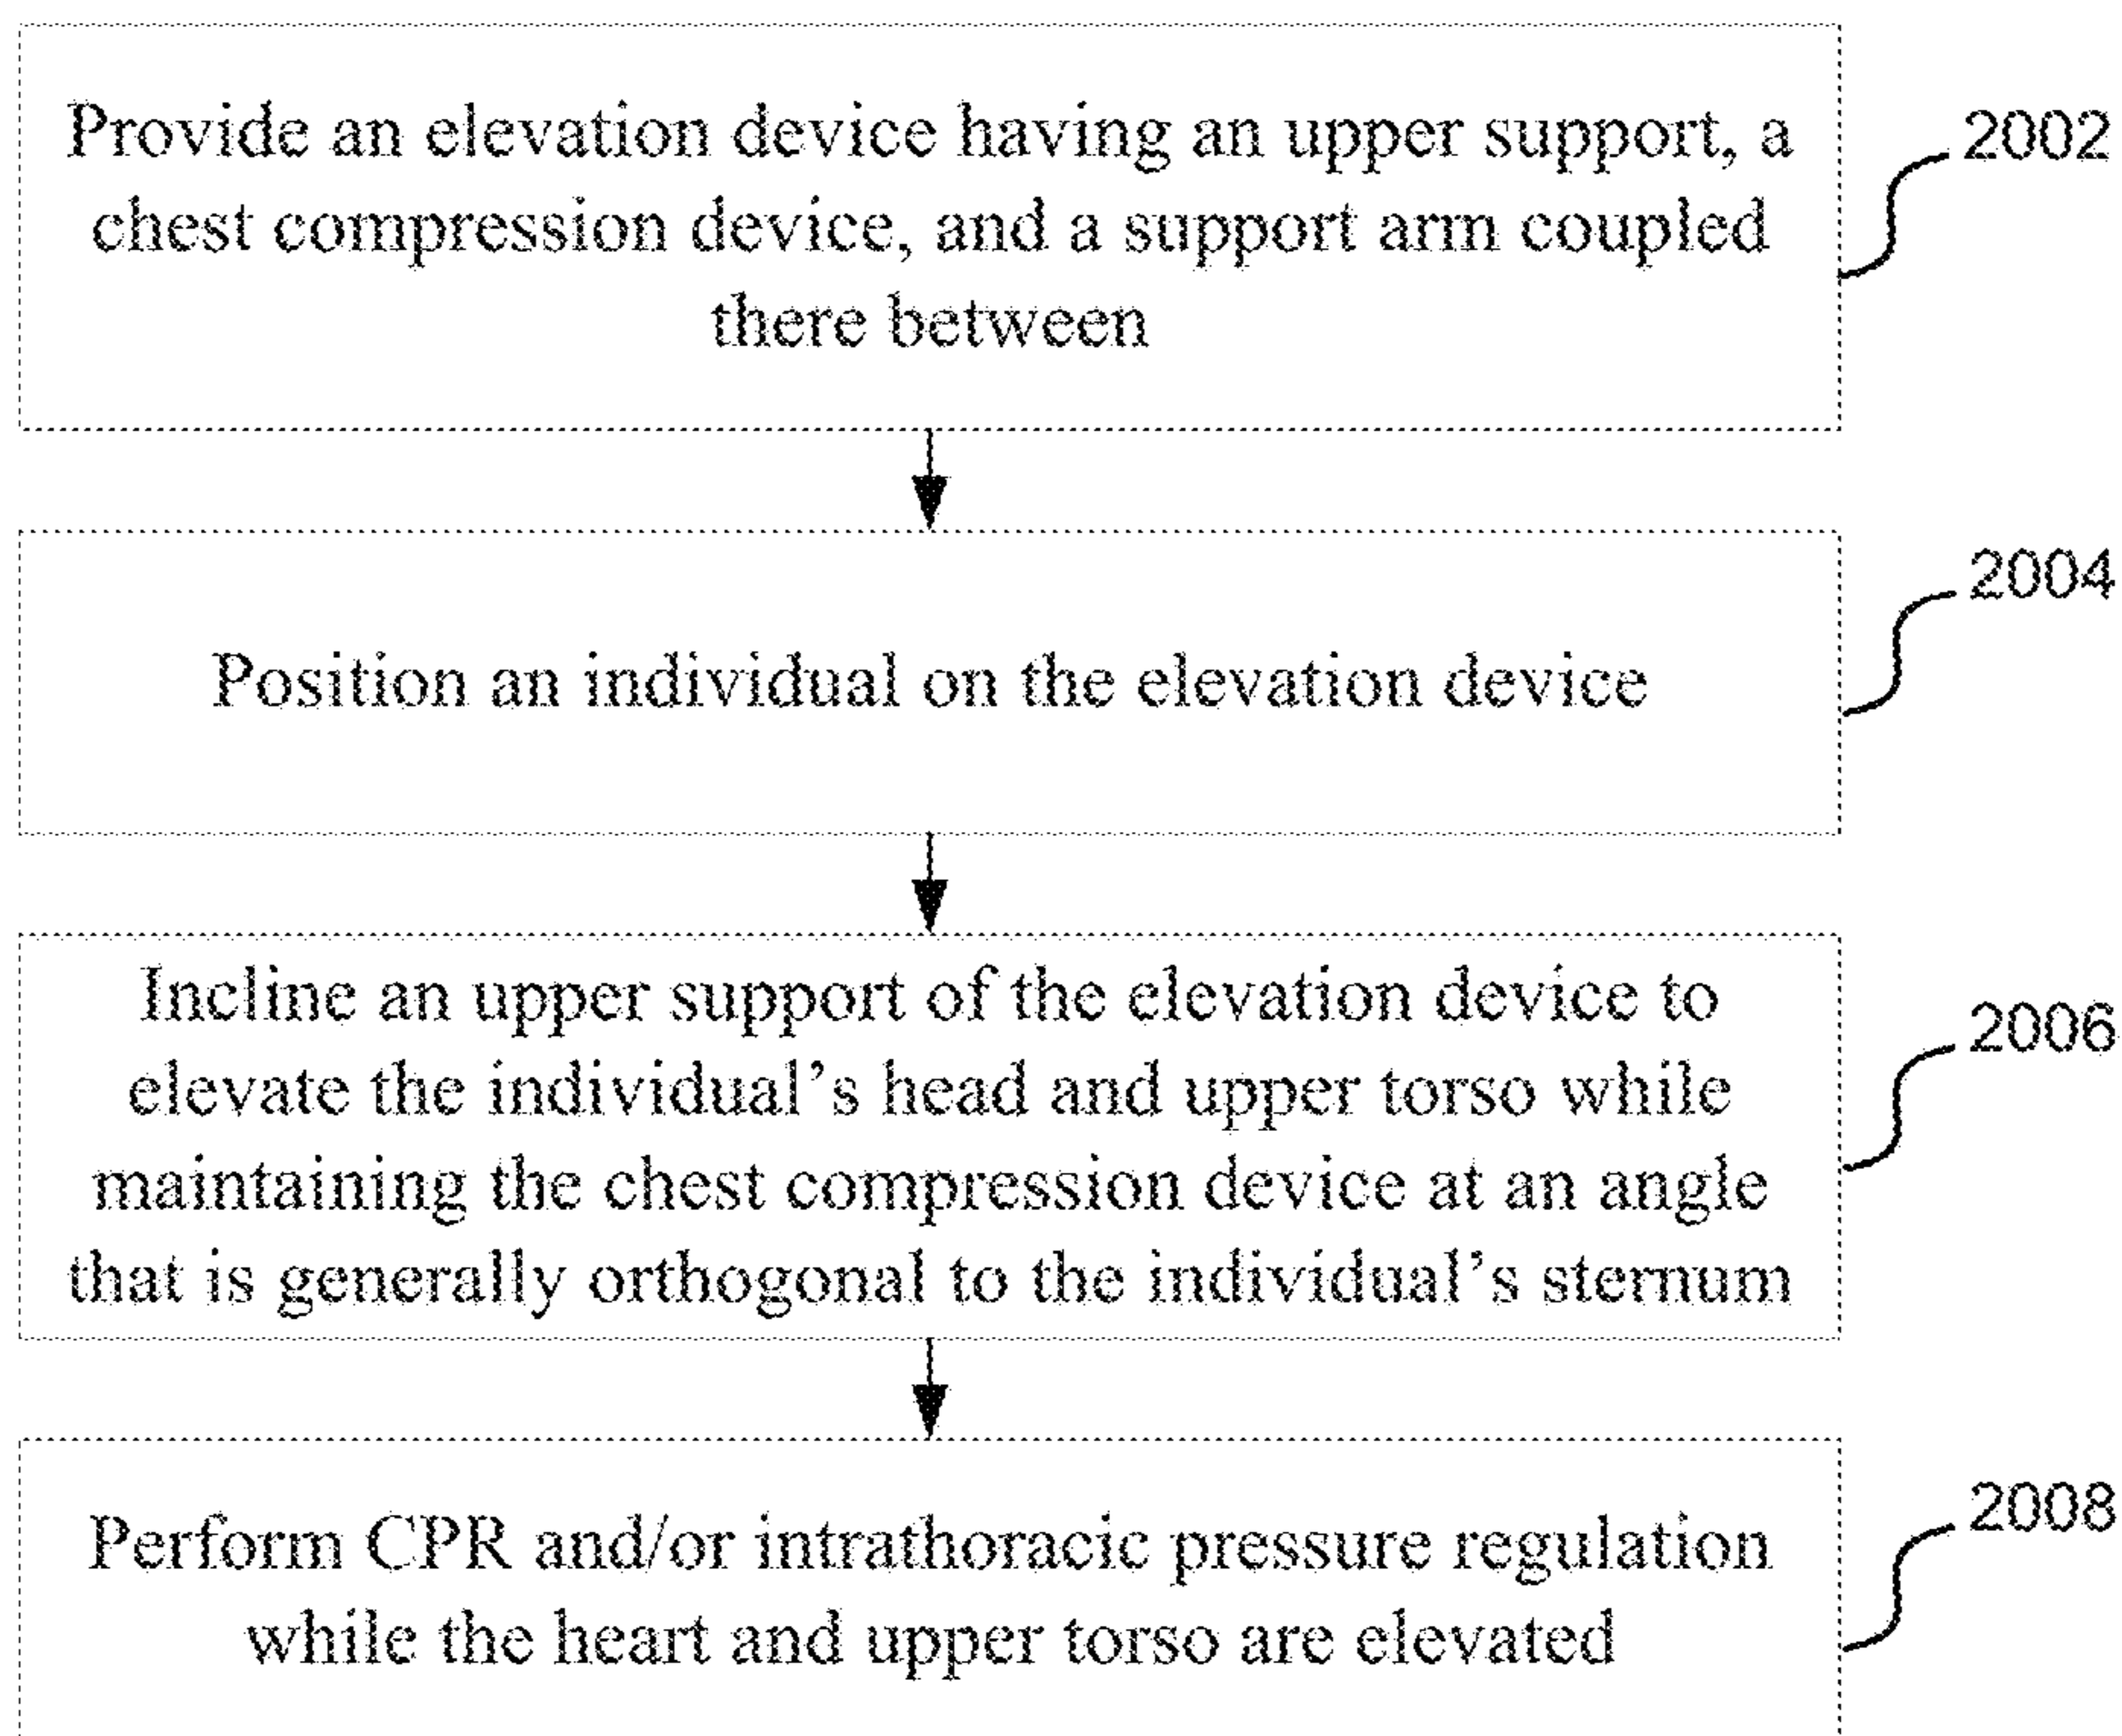 Provide an elevation device having an upper support, a
chest compression device, and a support arm coupled
there between
2002
Position an individual on the elevation device
2004
Incline an upper support of the elevation device to
elevate the individual's head and upper torso while
maintaining the chest compression device at an angle
that is generally orthogonal to the individual's sternum
2006
Perform CPR and/or intrathoracic pressure regulation
while the heart and upper torso are elevated
2008